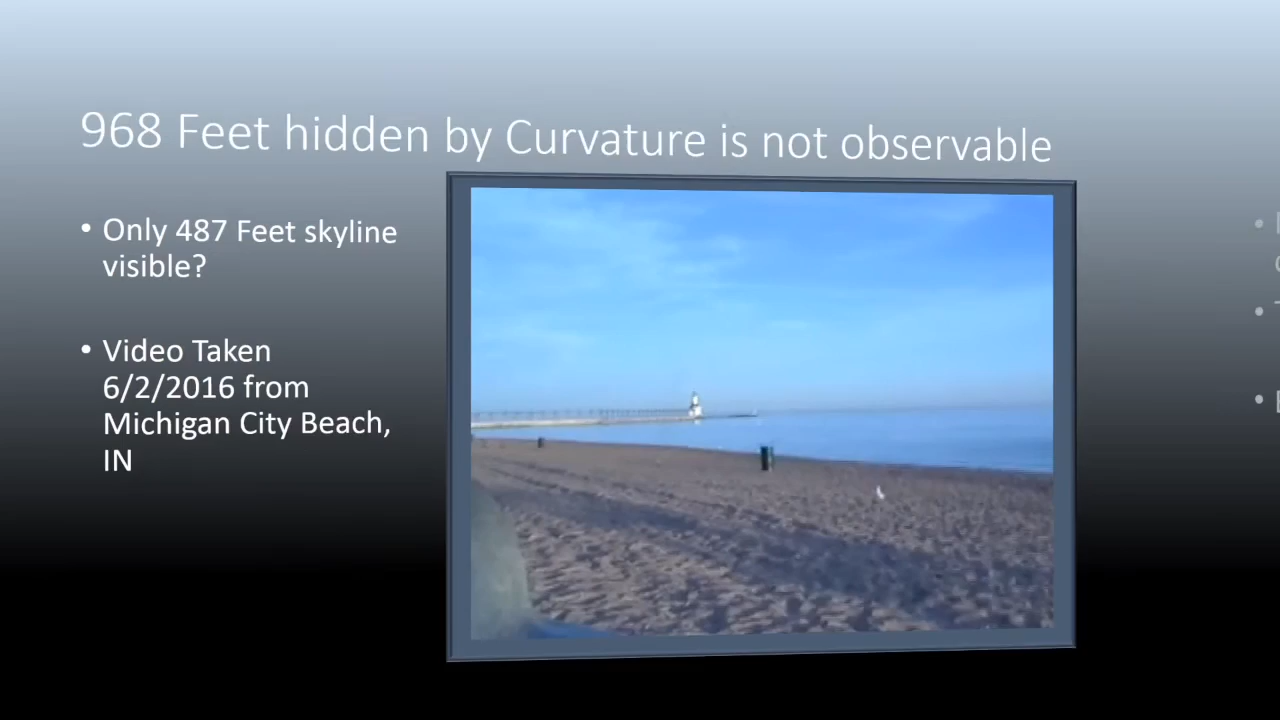 968 Feet hidden by Curvature is not observable
• Only 487 Feet skyline
visible?
• Video Taken
6/2/2016 from
Michigan City Beach,
IN